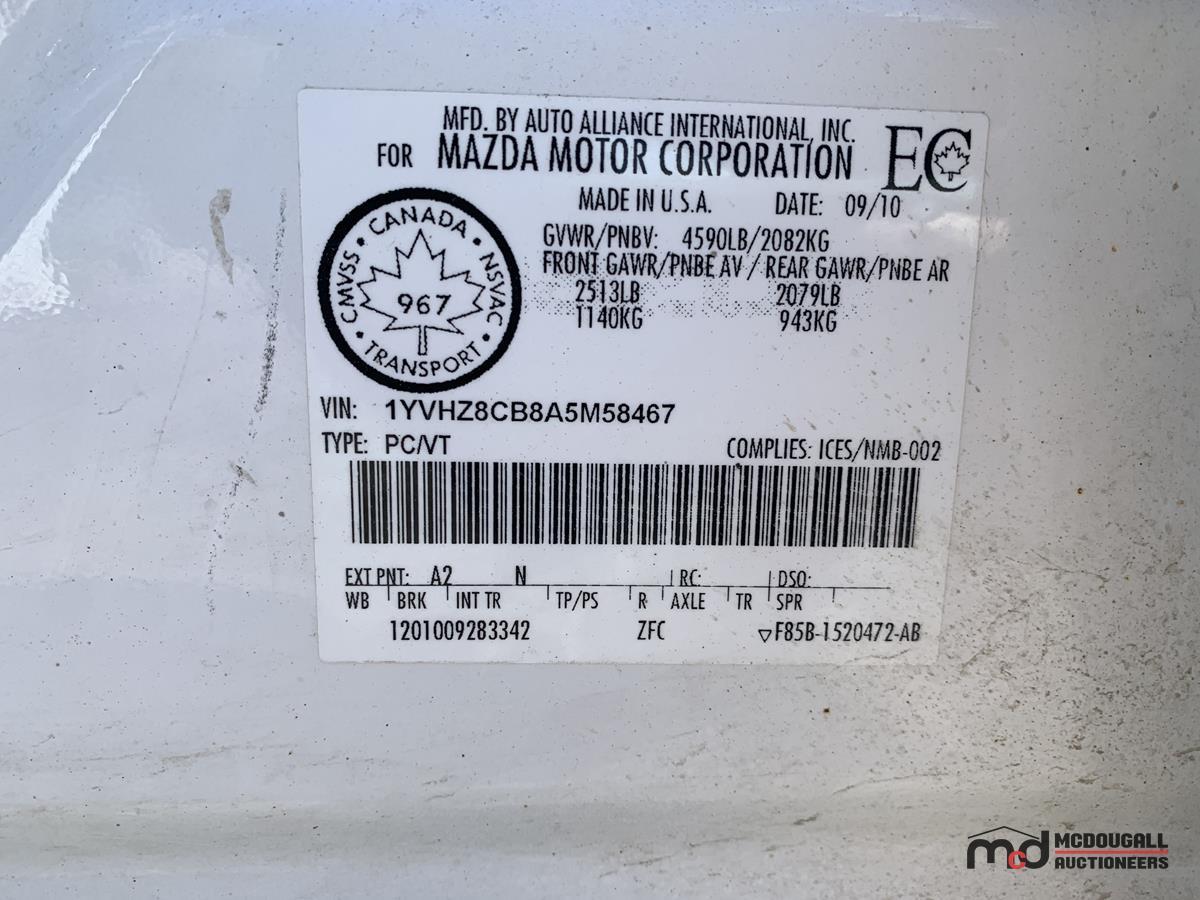 MFD. BY AUTO ALLIANCE INTERNATIONAL, INC.
FOR MAZDA MOTOR CORPORATION
EC
MADE IN U.S.A. DATE: 09/10
GVWR/PNBV: 4590LB/2082KG
FRONT GAWR/PNBE AV / REAR GAWR/PNBE AR
2513LB 2079LB
1140KG 943KG
CANADA • NSVAC • TRANSPORT • CMVSS •
967
VIN: 1YVHZ8CB8A5M58467
TYPE: PC/VT COMPLIES: ICES/NMB-002
EXT PNT: A2 N RC: DSO:
WB BRK INT TR TP/PS R AXLE TR SPR
1201009283342 ZFC ▽F85B-1520472-AB
mcd MCDOUGALL
AUCTIONEERS